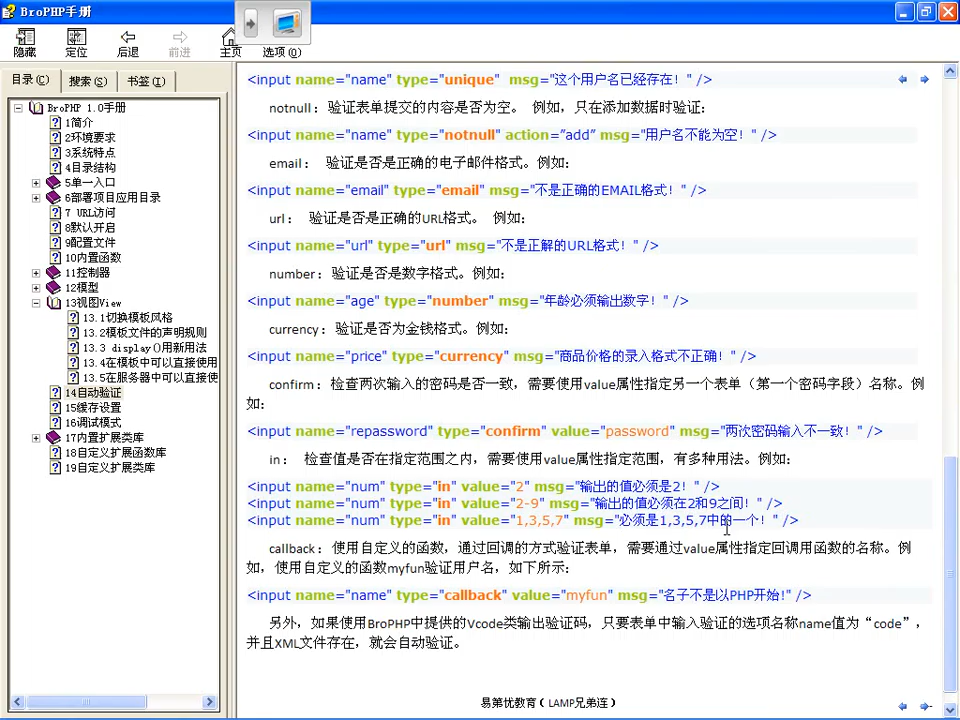 BroPHP手册
隐藏
定位
后退
前进
主页
选项(O)
目录(C)
搜索(S)
书签(I)
BroPHP 1.0手册
1简介
2环境要求
3系统特点
4目录结构
5单一入口
6部署项目应用目录
7 URL访问
8默认开启
9配置文件
10内置函数
11控制器
12模型
13视图View
13.1切换模板风格
13.2模板文件的声明规则
13.3 display()用新用法
13.4在模板中可以直接使用
13.5在服务器中可以直接使
14自动验证
15缓存设置
16调试模式
17内置扩展类库
18自定义扩展函数库
19自定义扩展类库
<input name="name" type="unique"  msg="这个用户名已经存在！" />
notnull：验证表单提交的内容是否为空。 例如，只在添加数据时验证：
<input name="name" type="notnull" action=”add” msg="用户名不能为空！" />
email： 验证是否是正确的电子邮件格式。例如：
<input name="email" type="email" msg="不是正确的EMAIL格式！" />
url： 验证是否是正确的URL格式。 例如：
<input name="url" type="url" msg="不是正解的URL格式！" />
number：验证是否是数字格式。例如：
<input name="age" type="number" msg="年龄必须输出数字！" />
currency：验证是否为金钱格式。例如：
<input name="price" type="currency" msg="商品价格的录入格式不正确！" />
confirm：检查两次输入的密码是否一致，需要使用value属性指定另一个表单（第一个密码字段）名称。例
如：
<input name="repassword" type="confirm" value="password" msg="两次密码输入不一致！" />
in： 检查值是否在指定范围之内，需要使用value属性指定范围，有多种用法。例如：
<input name="num" type="in" value="2" msg="输出的值必须是2！" />
<input name="num" type="in" value="2-9" msg="输出的值必须在2和9之间！" />
<input name="num" type="in" value="1,3,5,7" msg="必须是1,3,5,7中的一个！" />
callback：使用自定义的函数，通过回调的方式验证表单，需要通过value属性指定回调用函数的名称。例
如，使用自定义的函数myfun验证用户名，如下所示：
<input name="name" type="callback" value="myfun" msg="名子不是以PHP开始!" />
另外，如果使用BroPHP中提供的Vcode类输出验证码，只要表单中输入验证的选项名称name值为“code”，
并且XML文件存在，就会自动验证。
易第优教育（LAMP兄弟连）